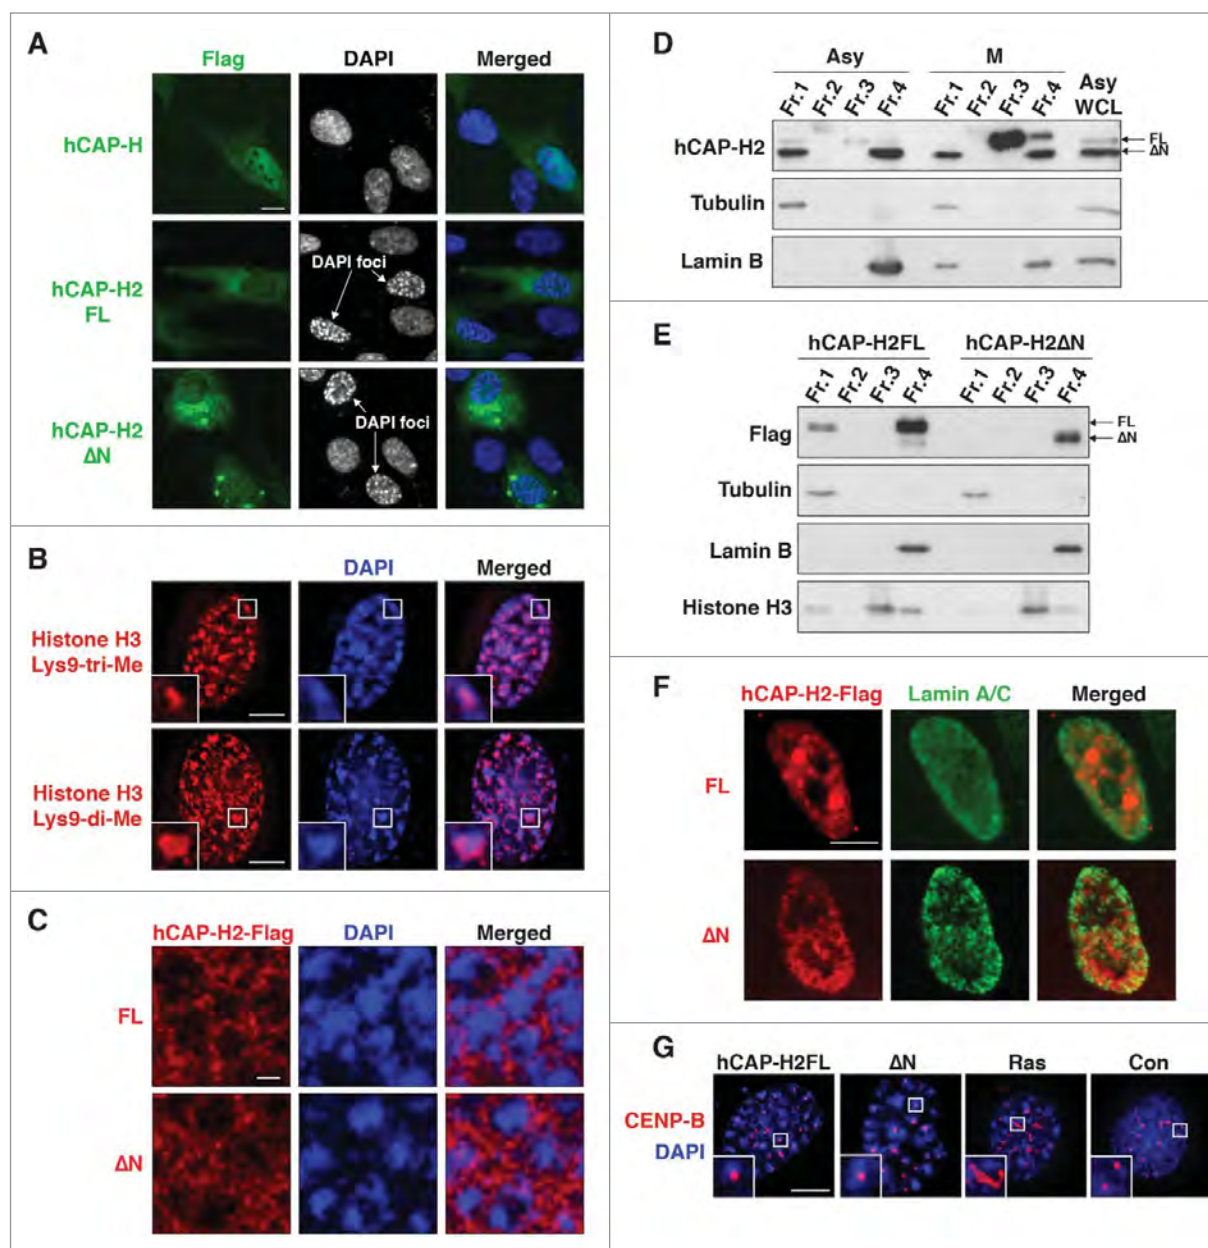 A
Flag DAPI Merged
hCAP-H
hCAP-H2
FL
DAPI foci
hCAP-H2
ΔN
DAPI foci
B
DAPI Merged
Histone H3
Lys9-tri-Me
Histone H3
Lys9-di-Me
C
hCAP-H2-Flag DAPI Merged
FL
ΔN
D
Asy M
Fr.1 Fr.2 Fr.3 Fr.4 Fr.1 Fr.2 Fr.3 Fr.4 Asy
WCL
hCAP-H2 FL
ΔN
Tubulin
Lamin B
E
hCAP-H2FL hCAP-H2ΔN
Fr.1 Fr.2 Fr.3 Fr.4 Fr.1 Fr.2 Fr.3 Fr.4
Flag FL
ΔN
Tubulin
Lamin B
Histone H3
F
hCAP-H2-Flag Lamin A/C Merged
FL
ΔN
G
hCAP-H2FL ΔN Ras Con
CENP-B
DAPI